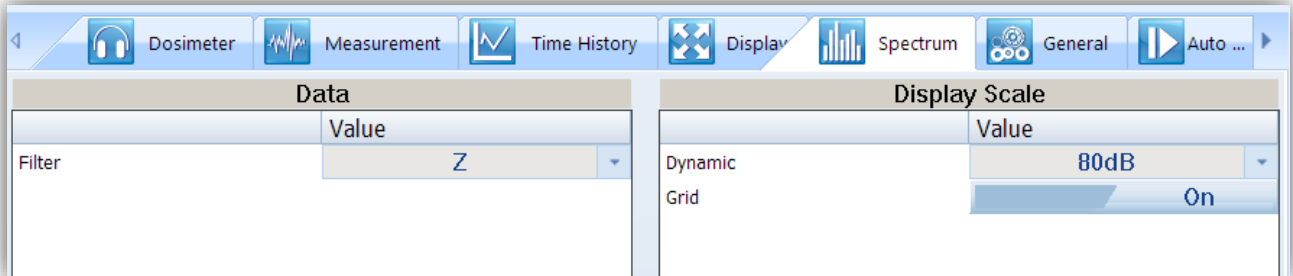 Dosimeter Measurement Time History Display Spectrum General Auto ...
Data
Value
Filter Z
Display Scale
Value
Dynamic 80dB
Grid On